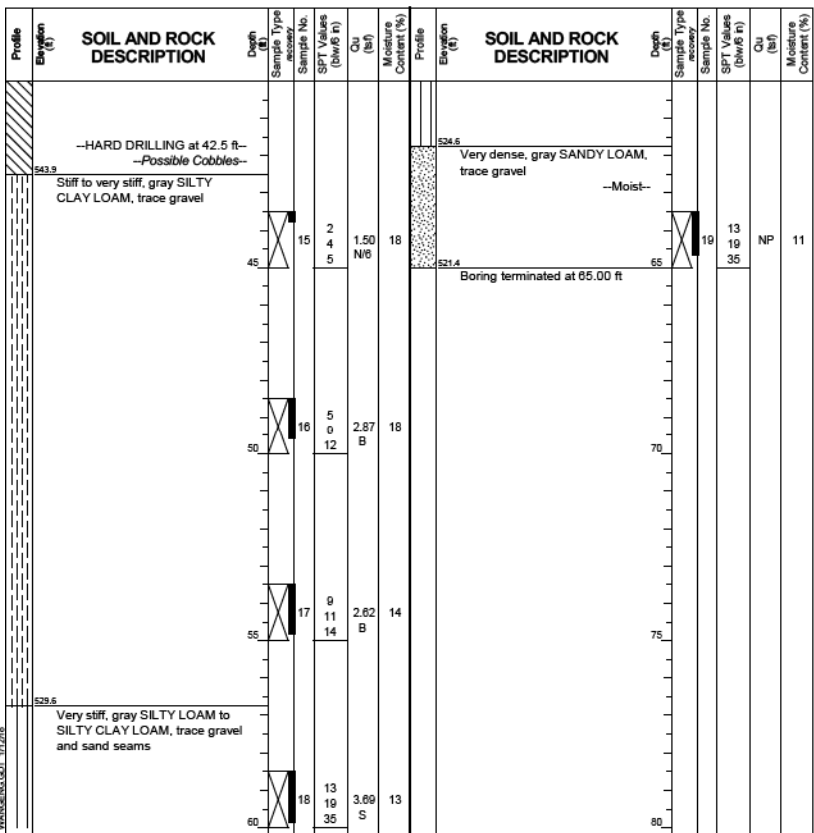 Profile
Elevation (ft)
SOIL AND ROCK
DESCRIPTION
Depth (ft)
Sample Type
recovery
Sample No.
SPT Values (blw/6 in)
Qu (tsf)
Moisture Content (%)
--HARD DRILLING at 42.5 ft--
--Possible Cobbles--
543.9
Stiff to very stiff, gray SILTY
CLAY LOAM, trace gravel
45
15
2
4
5
1.50
N/6
18
50
16
5
0
12
2.87
B
18
55
17
9
11
14
2.62
B
14
529.6
Very stiff, gray SILTY LOAM to
SILTY CLAY LOAM, trace gravel
and sand seams
60
18
13
19
35
3.69
S
13
1/12/18
Profile
Elevation (ft)
SOIL AND ROCK
DESCRIPTION
Depth (ft)
Sample Type
recovery
Sample No.
SPT Values (blw/6 in)
Qu (tsf)
Moisture Content (%)
524.6
Very dense, gray SANDY LOAM,
trace gravel
--Moist--
65
19
13
19
35
NP
11
521.4
Boring terminated at 65.00 ft
70
75
80